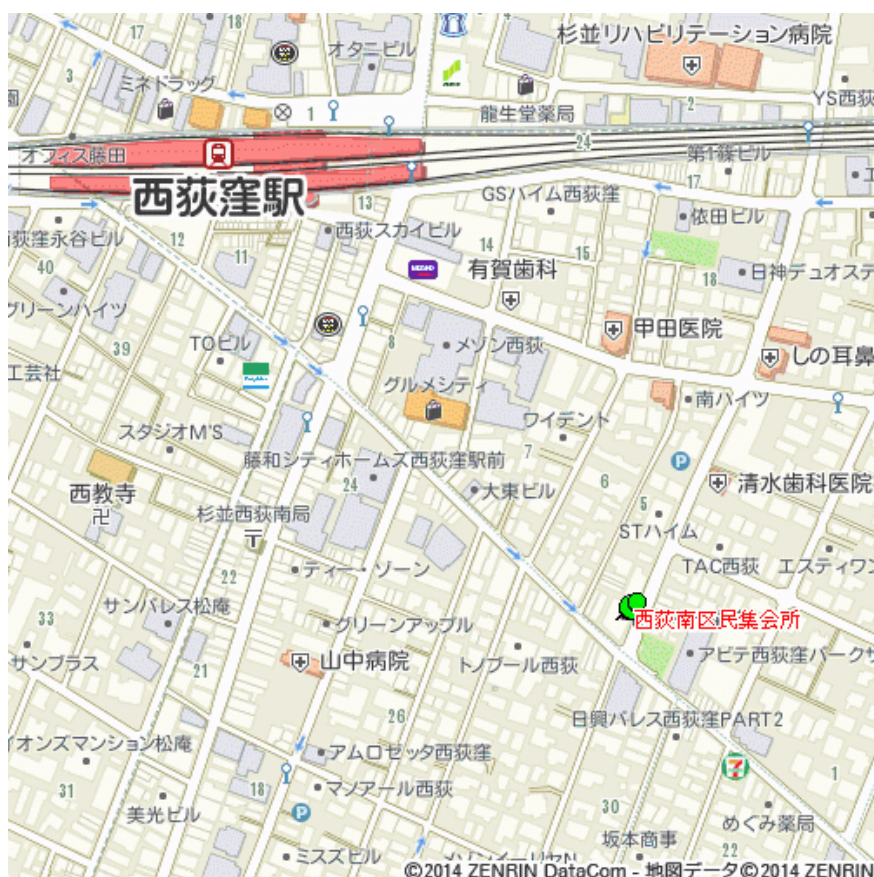 17
18
オタニビル
杉並リハビリテーション病院
3
ミネドラッグ
園
1
龍生堂薬局
2
YS西荻
オフィス藤田
24
第1篠ビル
西荻窪駅
13
GSハイム西荻窪
17
西荻スカイビル
依田ビル
荻窪永谷ビル
12
11
14
15
40
有賀歯科
18
日神デュオステ
グリーンハイツ
甲田医院
39
TOビル
8
メゾン西荻
しの耳鼻
工芸社
グルメシティ
南ハイツ
ワイデント
スタジオM'S
藤和シティホームズ西荻窪駅前
7
P
西教寺
24
大東ビル
6
清水歯科医院
卍
杉並西荻南局
5
〒
STハイム
ティー・ゾーン
TAC西荻
エスティワン
22
サンパレス松庵
33
グリーンアップル
西荻南区民集会所
サンプラス
山中病院
トノブール西荻
アビテ西荻窪パークサ
21
26
日興パレス西荻窪PART2
イオンズマンション松庵
アムロゼッタ西荻窪
7
31
18
マノアール西荻
1
美光ビル
P
30
めぐみ薬局
坂本商事
ミスズビル
22
©2014 ZENRIN DataCom - 地図データ©2014 ZENRIN